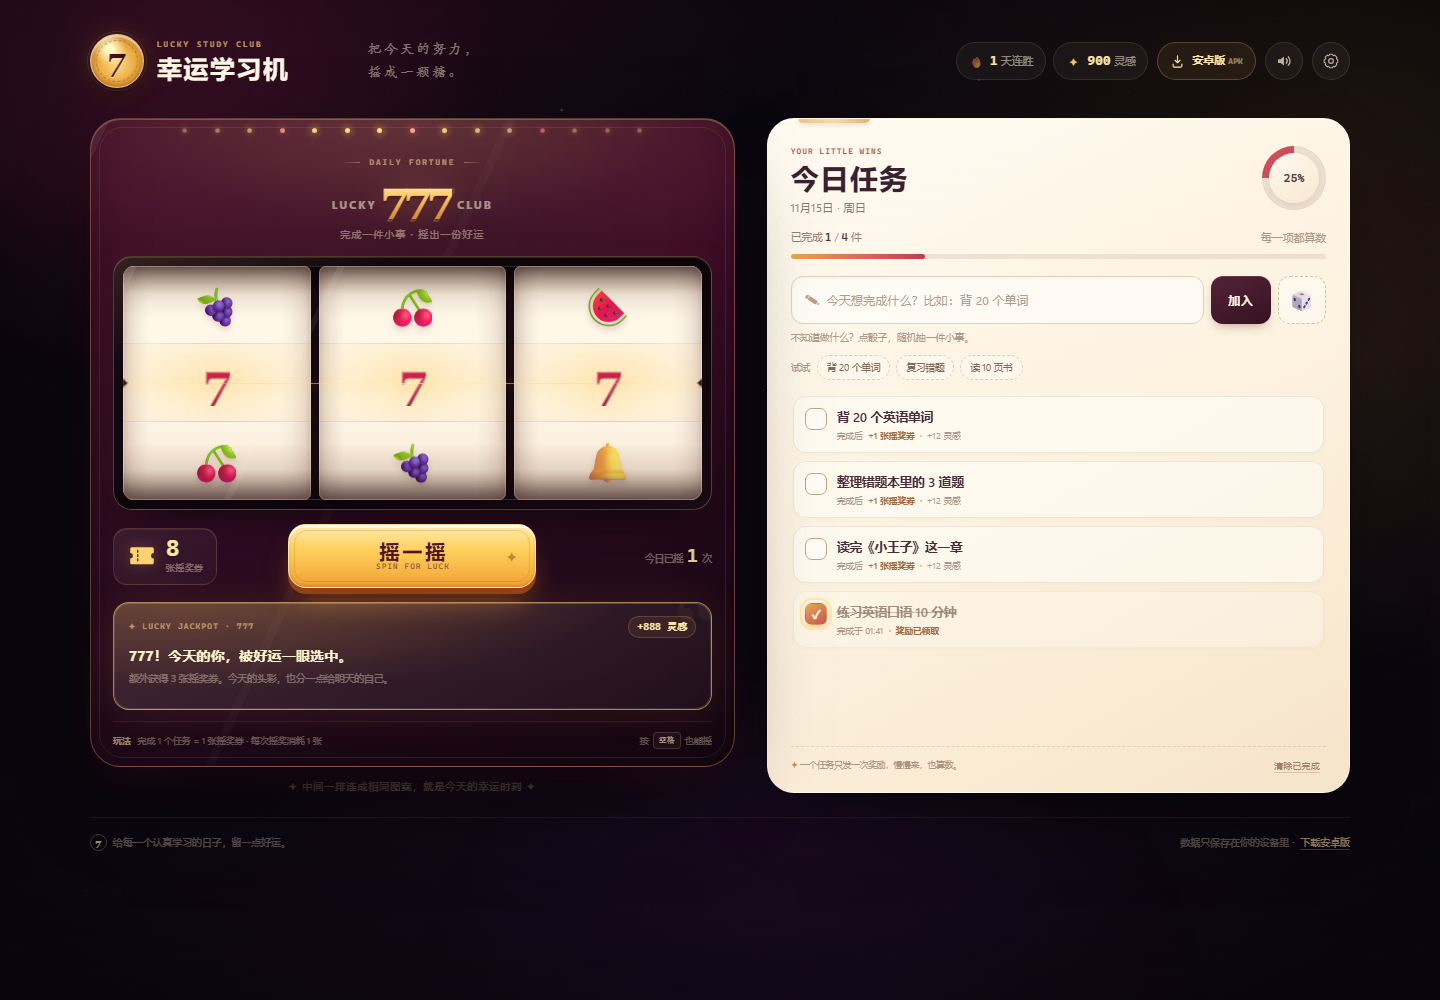 7
LUCKY STUDY CLUB
幸运学习机
把今天的努力，
摇成一颗糖。
1 天连胜
✦ 900 灵感
安卓版 APK
DAILY FORTUNE
LUCKY 777 CLUB
完成一件小事 · 摇出一份好运
7 7 7
8
张摇奖券
摇一摇
SPIN FOR LUCK
✦
今日已摇 1 次
✦ LUCKY JACKPOT · 777
+888 灵感
777！今天的你，被好运一眼选中。
额外获得 3 张摇奖券。今天的头彩，也分一点给明天的自己。
玩法 完成 1 个任务 = 1 张摇奖券 · 每次摇奖消耗 1 张
按 空格 也能摇
✦ 中间一排连成相同图案，就是今天的幸运时刻 ✦
YOUR LITTLE WINS
今日任务
11月15日 · 周日
25%
已完成 1 / 4 件
每一项都算数
今天想完成什么？比如：背 20 个单词
加入
不知道做什么？点骰子，随机抽一件小事。
试试 背 20 个单词 复习错题 读 10 页书
背 20 个英语单词
完成后 +1 张摇奖券 · +12 灵感
整理错题本里的 3 道题
完成后 +1 张摇奖券 · +12 灵感
读完《小王子》这一章
完成后 +1 张摇奖券 · +12 灵感
练习英语口语 10 分钟
完成于 01:41 · 奖励已领取
✦ 一个任务只发一次奖励，慢慢来，也算数。
清除已完成
7 给每一个认真学习的日子，留一点好运。
数据只保存在你的设备里 · 下载安卓版